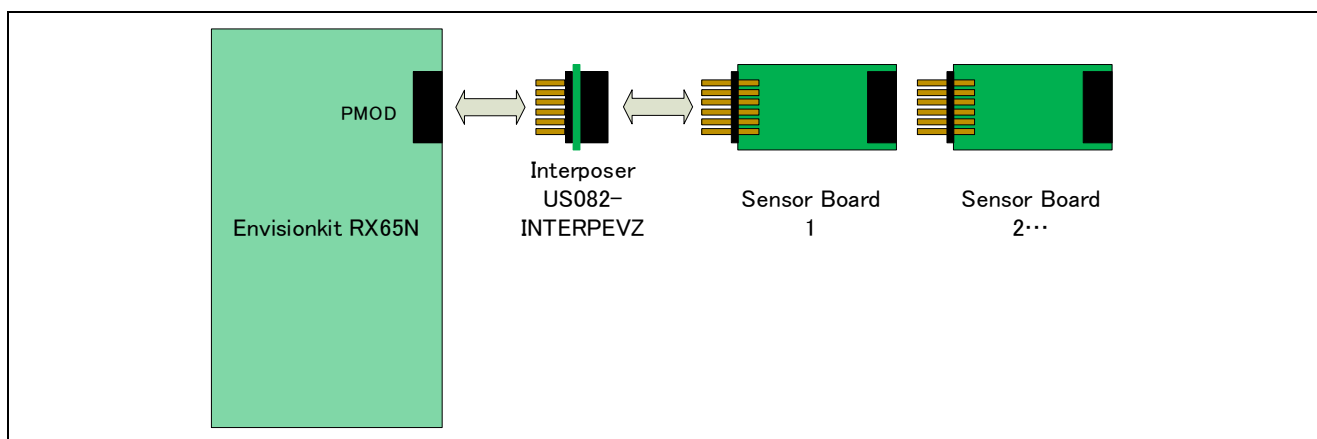 PMOD
Envisionkit RX65N
Interposer
US082-
INTERPEVZ
Sensor Board
1
Sensor Board
2…